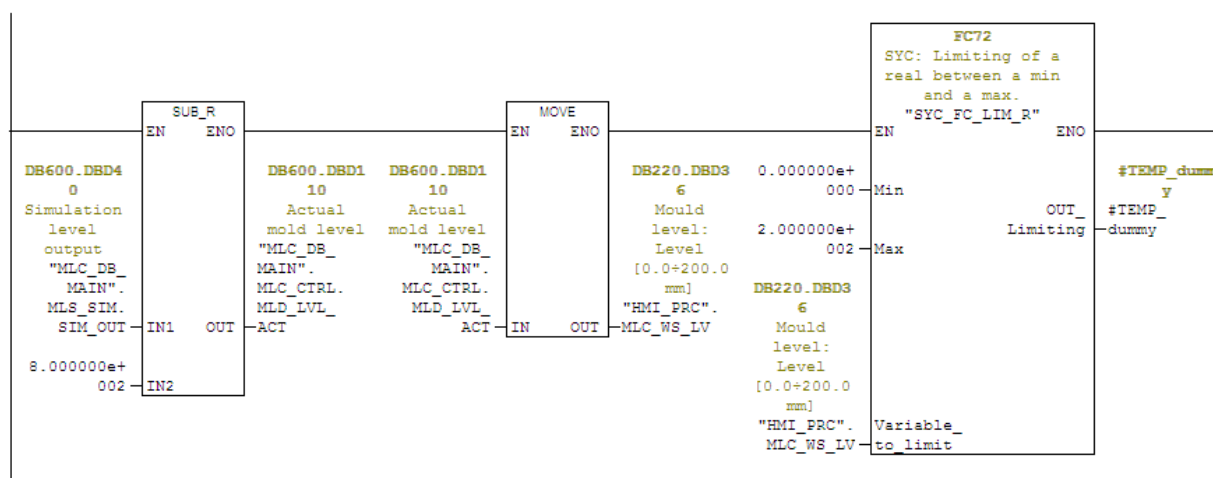 SUB_R
EN
ENO
DB600.DBD4
0
Simulation
level
output
"MLC_DB_
MAIN".
MLS_SIM.
SIM_OUT
IN1
8.000000e+
002
IN2
OUT
DB600.DBD1
10
Actual
mold level
"MLC_DB_
MAIN".
MLC_CTRL.
MLD_LVL_
ACT
MOVE
EN
ENO
DB600.DBD1
10
Actual
mold level
"MLC_DB_
MAIN".
MLC_CTRL.
MLD_LVL_
ACT
IN
OUT
DB220.DBD3
6
Mould
level:
Level
[0.0÷200.0
mm]
"HMI_PRC".
MLC_WS_LV
FC72
SYC: Limiting of a
real between a min
and a max.
"SYC_FC_LIM_R"
EN
ENO
0.000000e+
000
Min
2.000000e+
002
Max
DB220.DBD3
6
Mould
level:
Level
[0.0÷200.0
mm]
"HMI_PRC".
MLC_WS_LV
Variable_
to_limit
OUT_
Limiting
#TEMP_dumm
y
#TEMP_
dummy